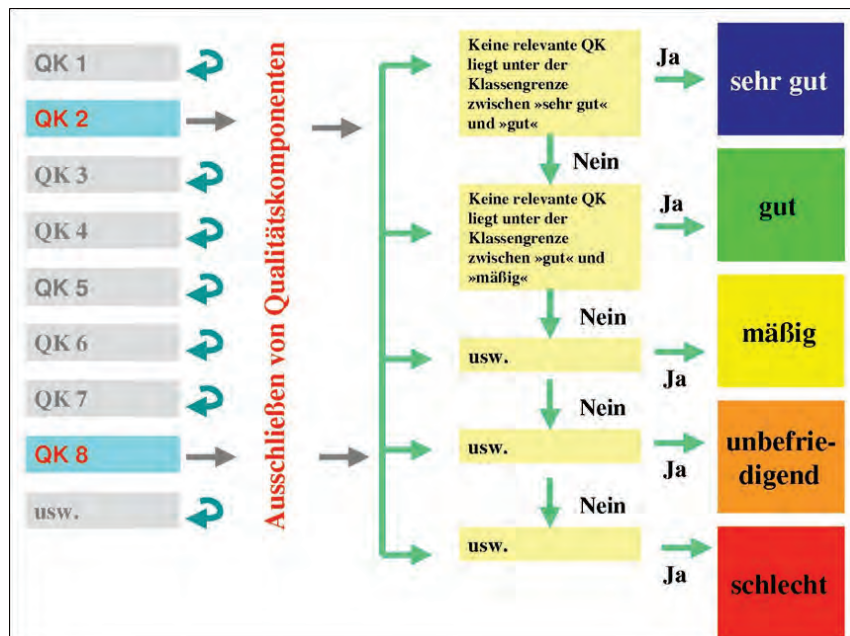 QK 1
QK 2
QK 3
QK 4
QK 5
QK 6
QK 7
QK 8
usw.
Ausschließen von Qualitätskomponenten
Keine relevante QK
liegt unter der
Klassengrenze
zwischen »sehr gut«
und »gut«
Ja
sehr gut
Nein
Keine relevante QK
liegt unter der
Klassengrenze
zwischen »gut« und
»mäßig«
Ja
gut
Nein
usw.
Ja
mäßig
Nein
usw.
Ja
unbefrie-
digend
Nein
usw.
Ja
schlecht